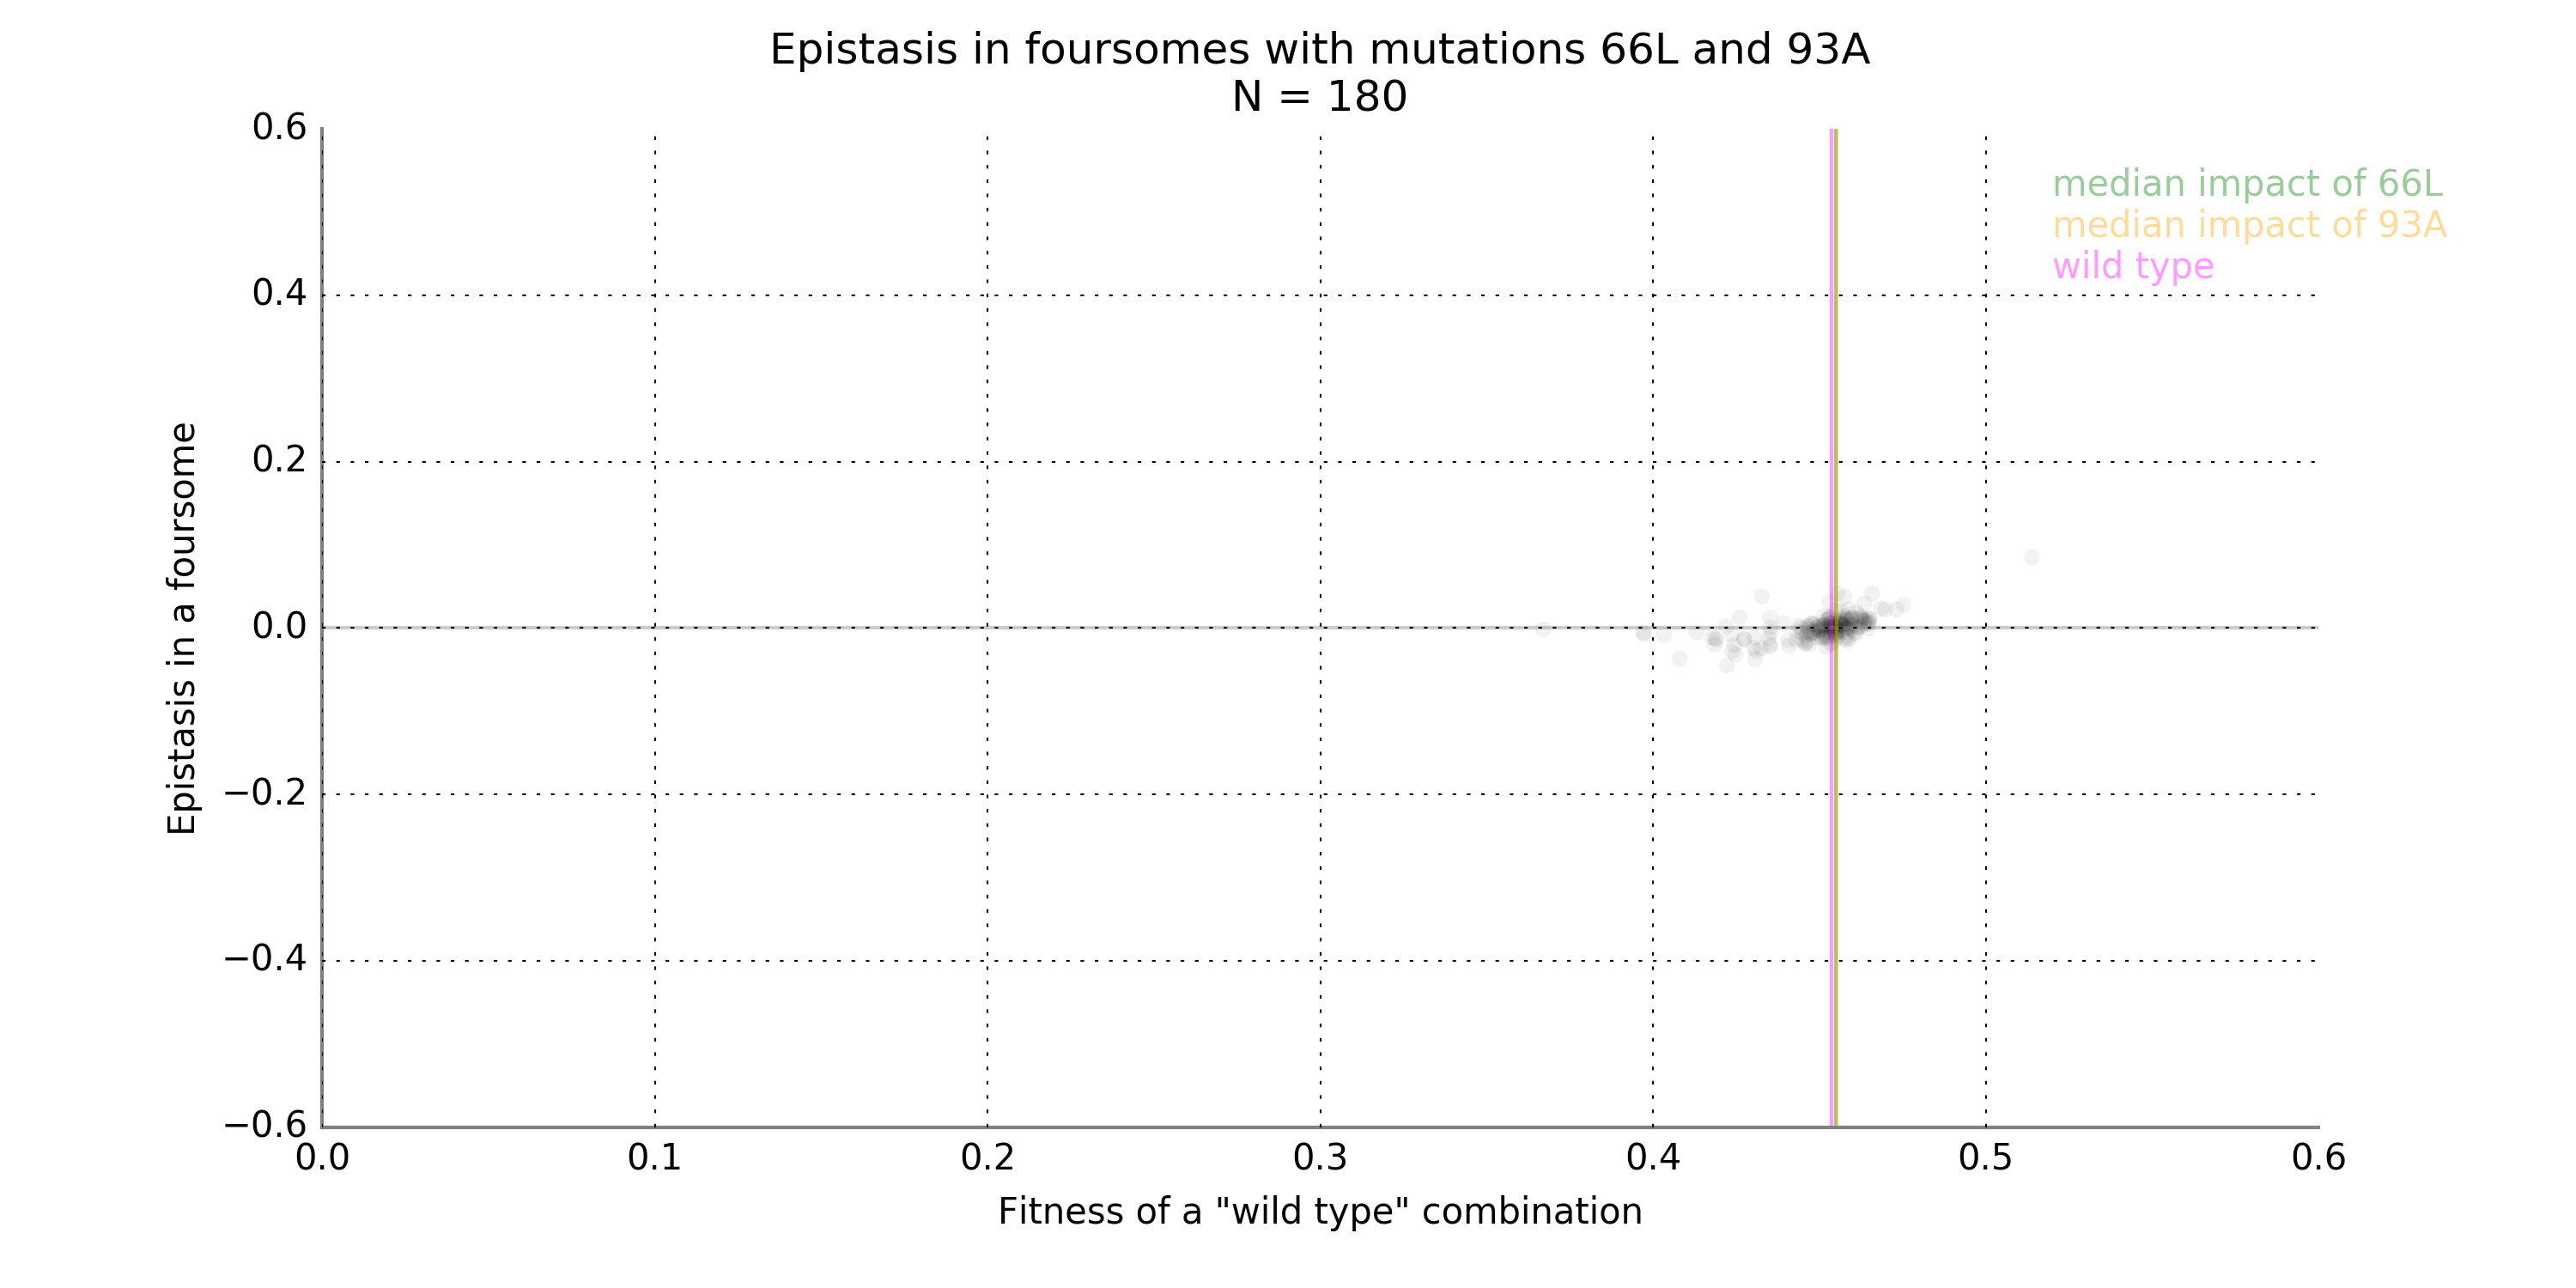 Epistasis in foursomes with mutations 66L and 93A
N = 180
0.6
0.4
0.2
0.0
−0.2
−0.4
−0.6
Epistasis in a foursome
median impact of 66L
median impact of 93A
wild type
0.0 0.1 0.2 0.3 0.4 0.5 0.6
Fitness of a "wild type" combination